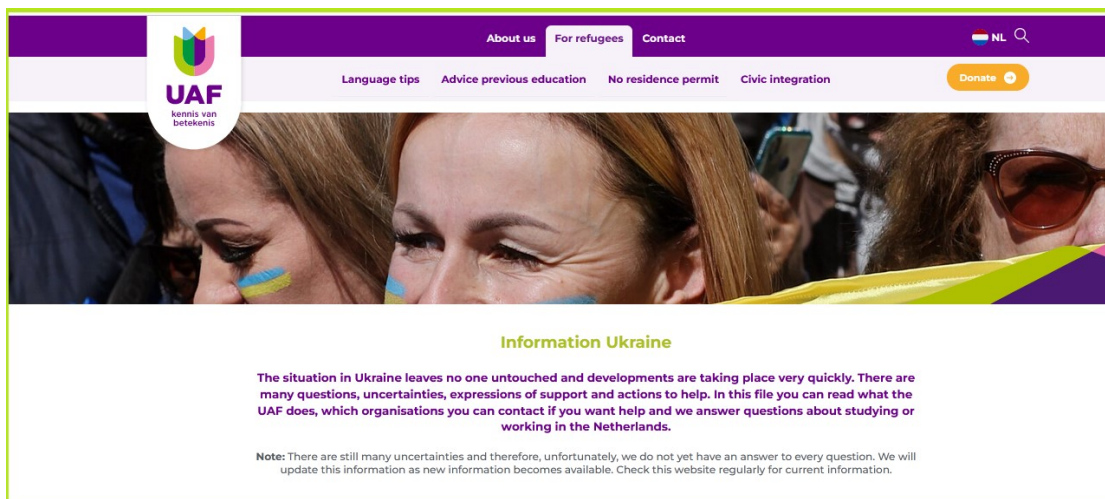 About us For refugees Contact NL
Language tips Advice previous education No residence permit Civic integration Donate
UAF
kennis van
betekenis
Information Ukraine
The situation in Ukraine leaves no one untouched and developments are taking place very quickly. There are
many questions, uncertainties, expressions of support and actions to help. In this file you can read what the
UAF does, which organisations you can contact if you want help and we answer questions about studying or
working in the Netherlands.
Note: There are still many uncertainties and therefore, unfortunately, we do not yet have an answer to every question. We will
update this information as new information becomes available. Check this website regularly for current information.